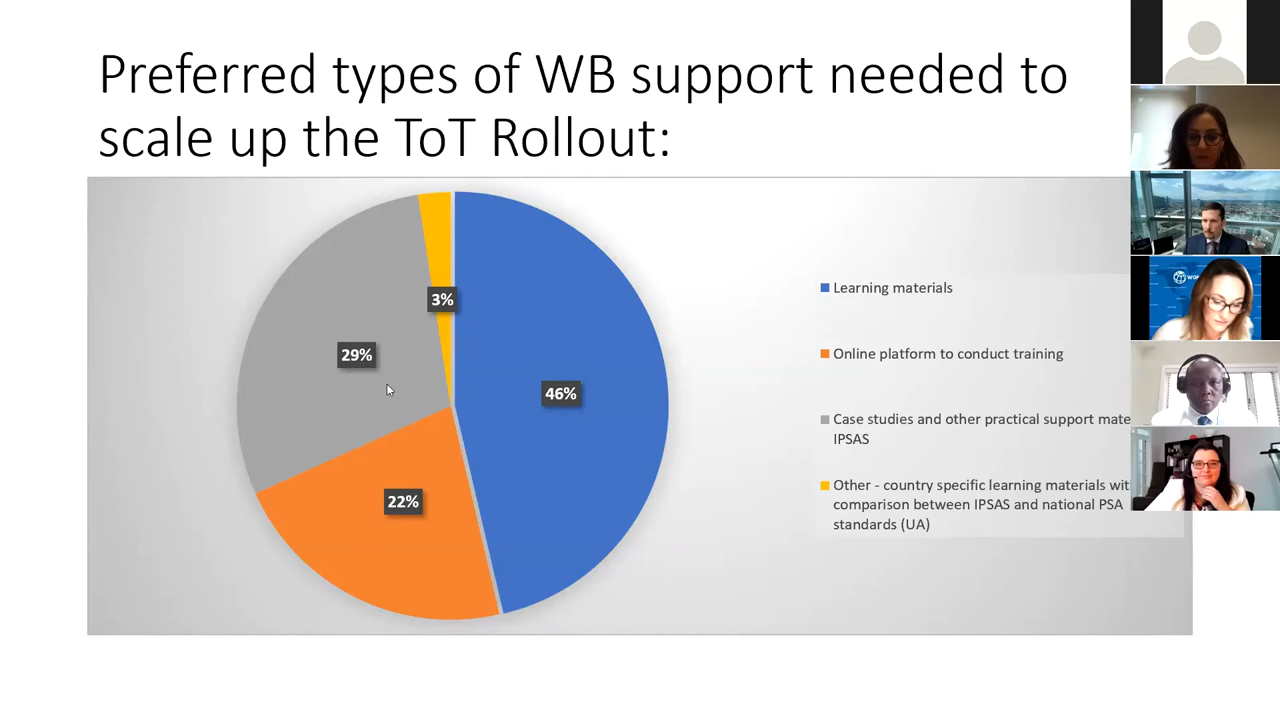 Preferred types of WB support needed to
scale up the ToT Rollout:
3%
29%
46%
22%
Learning materials
Online platform to conduct training
Case studies and other practical support
IPSAS
Other - country specific learning materials
comparison between IPSAS and national PSA
standards (UA)